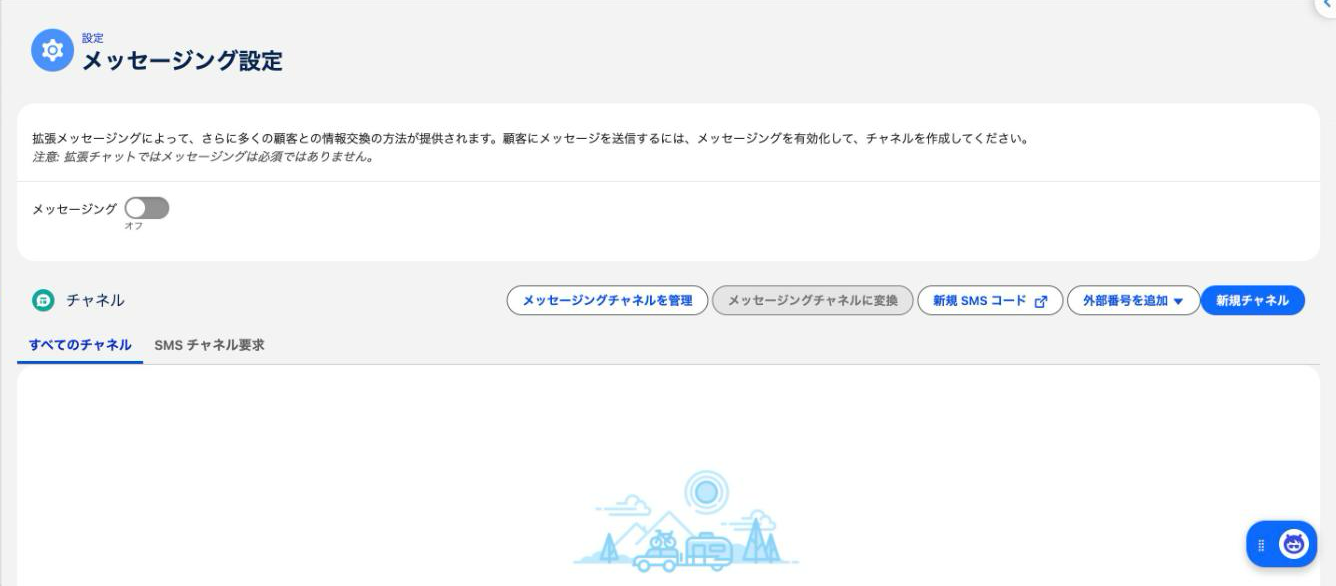 設定
メッセージング設定
拡張メッセージングによって、さらに多くの顧客との情報交換の方法が提供されます。顧客にメッセージを送信するには、メッセージングを有効化して、チャネルを作成してください。
注意: 拡張チャットではメッセージングは必須ではありません。
メッセージング
オフ
チャネル
メッセージングチャネルを管理
メッセージングチャネルに変換
新規 SMS コード
外部番号を追加
新規チャネル
すべてのチャネル
SMS チャネル要求